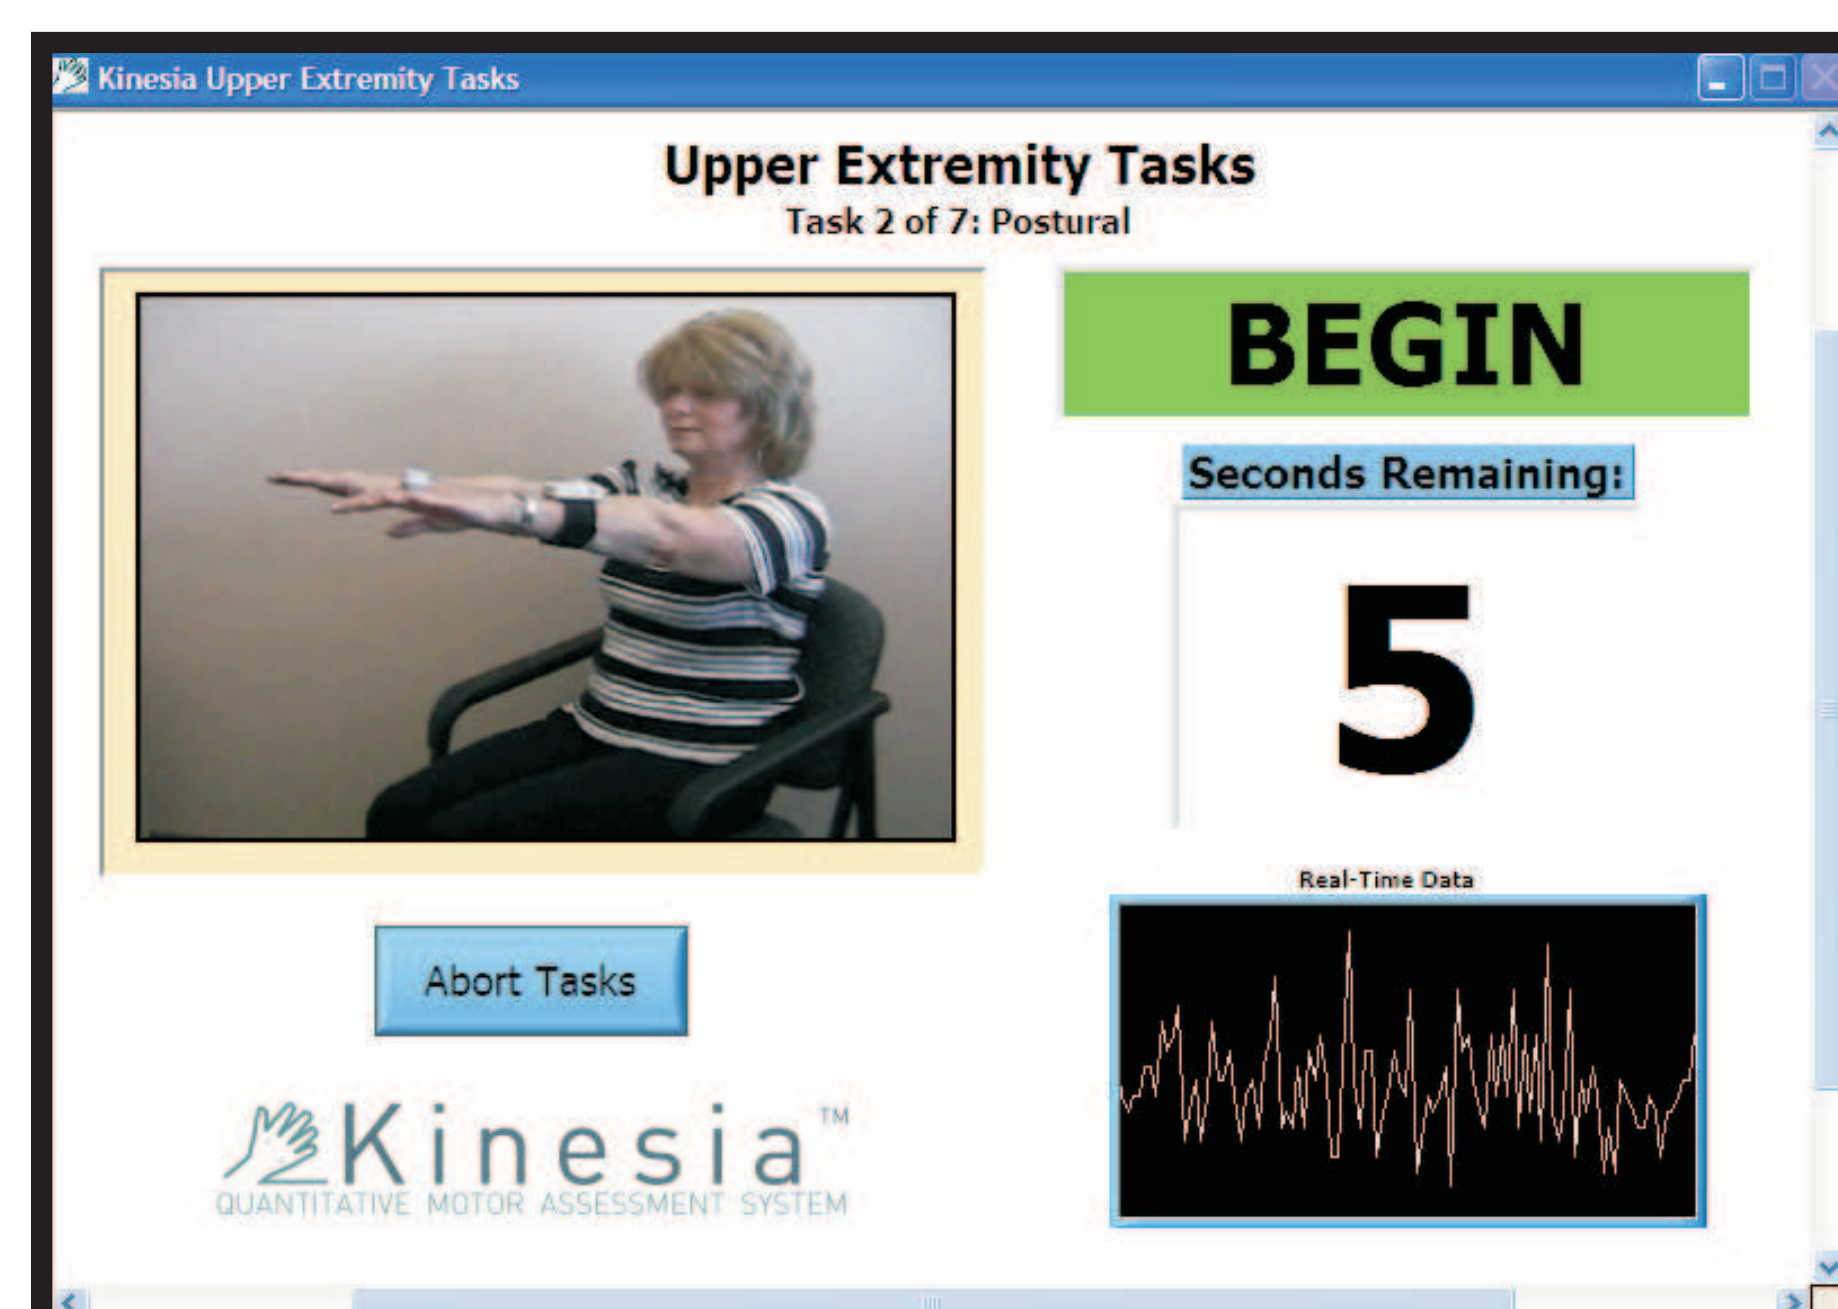 Kinesia Upper Extremity Tasks
Upper Extremity Tasks
Task 2 of 7: Postural
BEGIN
Seconds Remaining:
5
Real-Time Data
Abort Tasks
Kinesia™
QUANTITATIVE MOTOR ASSESSMENT SYSTEM